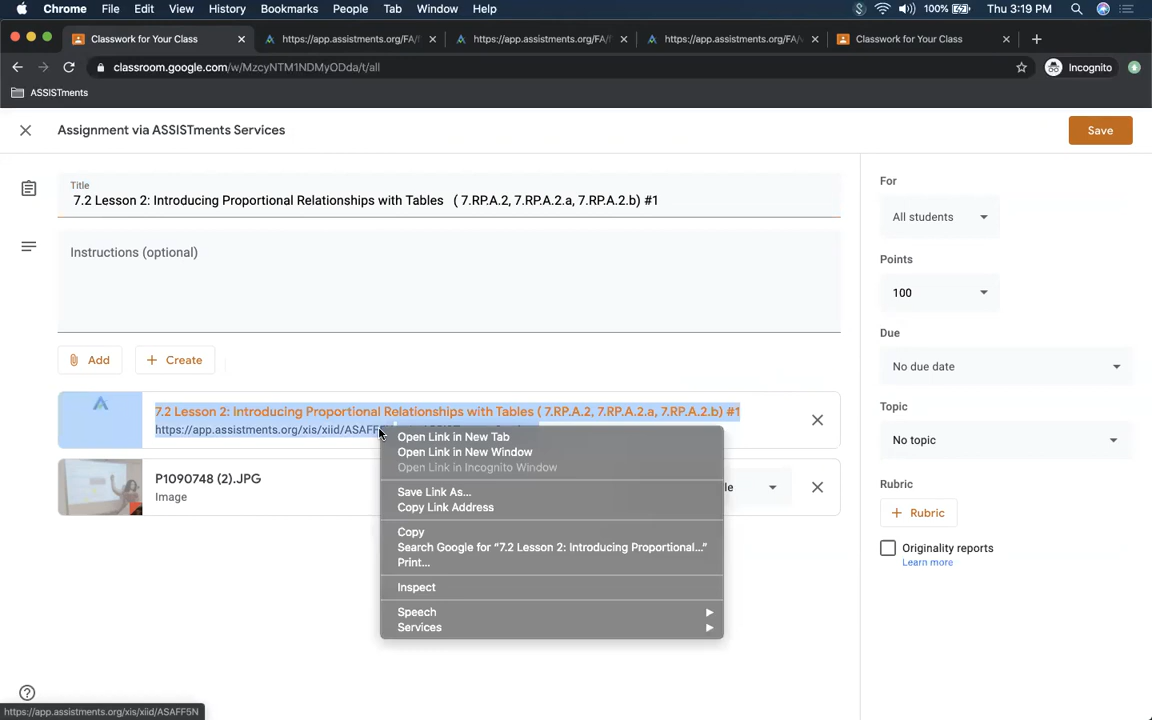 Chrome File Edit View History Bookmarks People Tab Window Help 100% Thu 3:19 PM
Classwork for Your Class https://app.assistments.org/FA/ https://app.assistments.org/FA/ https://app.assistments.org/FA/ Classwork for Your Class
classroom.google.com/w/MzcyNTM1NDMyODda/t/all Incognito
ASSISTments
Assignment via ASSISTments Services Save
Title
7.2 Lesson 2: Introducing Proportional Relationships with Tables ( 7.RP.A.2, 7.RP.A.2.a, 7.RP.A.2.b) #1
Instructions (optional)
Add Create
7.2 Lesson 2: Introducing Proportional Relationships with Tables ( 7.RP.A.2, 7.RP.A.2.a, 7.RP.A.2.b) #1
https://app.assistments.org/xis/xiid/ASAFF
P1090748 (2).JPG
Image
Open Link in New Tab
Open Link in New Window
Open Link in Incognito Window
Save Link As...
Copy Link Address
Copy
Search Google for “7.2 Lesson 2: Introducing Proportional...”
Print...
Inspect
Speech
Services
For
All students
Points
100
Due
No due date
Topic
No topic
Rubric
Rubric
Originality reports
Learn more
https://app.assistments.org/xis/xiid/ASAFF5N